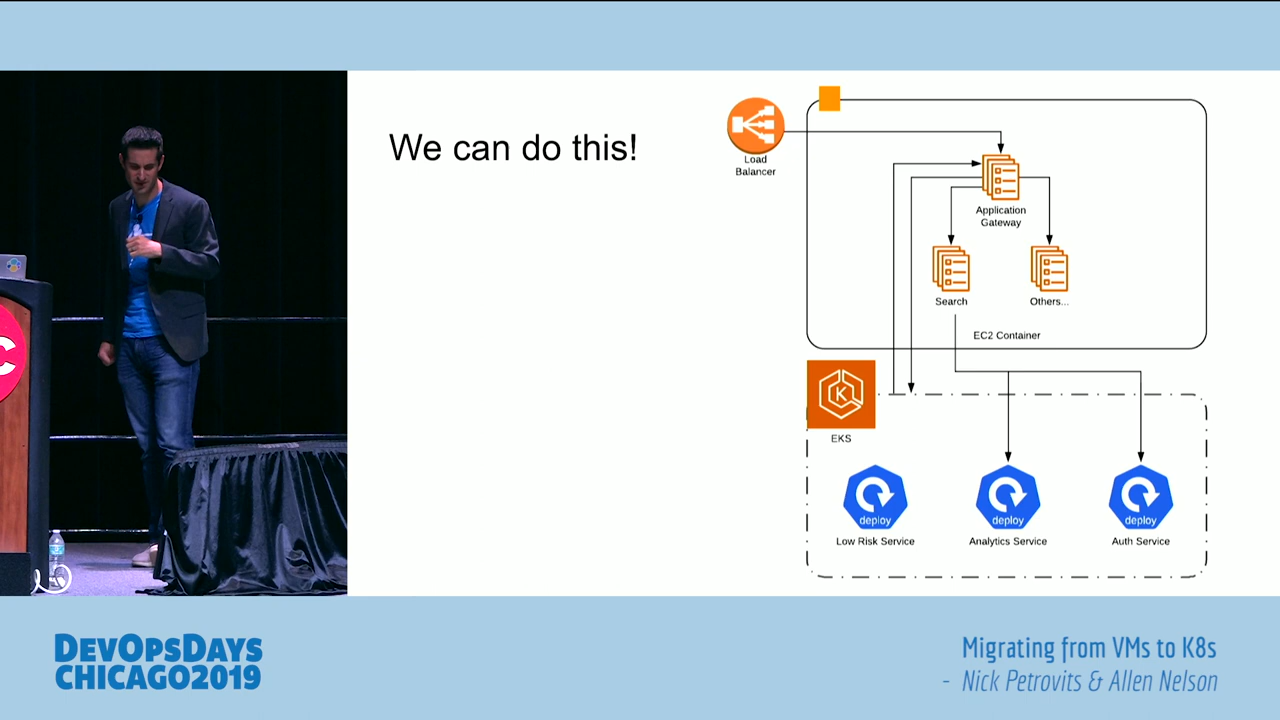 We can do this!
Load
Balancer
Application
Gateway
Search
Others...
EC2 Container
K
EKS
deploy
deploy
deploy
Low Risk Service
Analytics Service
Auth Service
C
DEVOPSDAYS
CHICAGO2019
Migrating from VMs to K8s
- Nick Petrovits & Allen Nelson